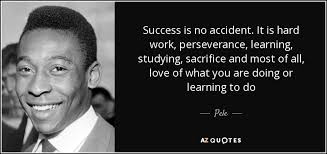 Success is no accident. It is hard
work, perseverance, learning,
studying, sacrifice and most of all,
love of what you are doing or
learning to do
Pele
AZ QUOTES